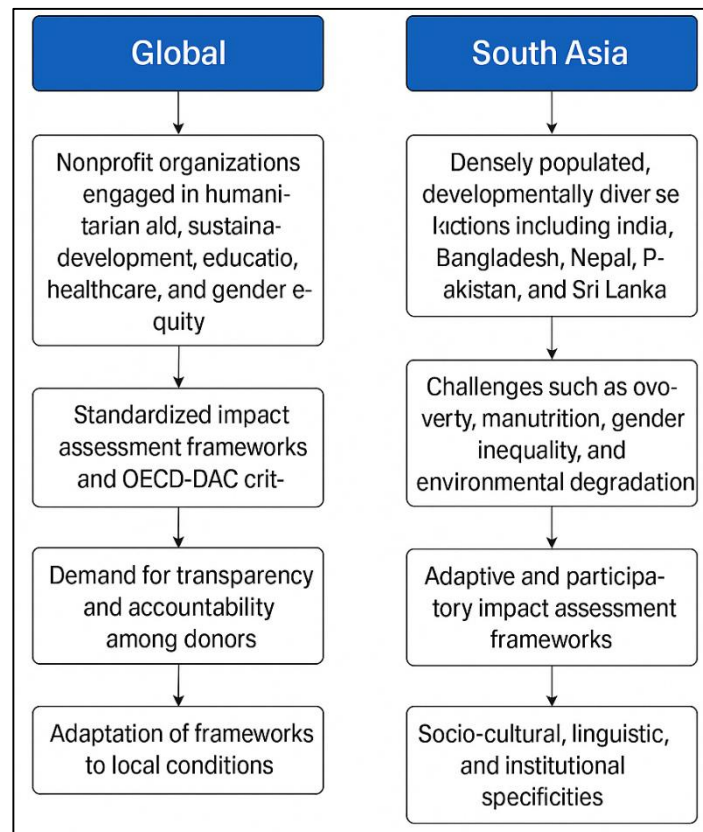 Global
Nonprofit organizations
engaged in humani-
tarian aid, sustaina-
development, educatio,
healthcare, and gender e-
quity
Standardized impact
assessment frameworks
and OECD-DAC crit-
Demand for transparency
and accountability
among donors
Adaptation of frameworks
to local conditions
South Asia
Densely populated,
developmentally diver se
including india,
Bangladesh, Nepal, P-
akistan, and Sri Lanka
Challenges such as ovo-
verty, manutrition, gender
inequality, and
environmental degradation
Adaptive and participa-
tory impact assessment
frameworks
Socio-cultural, linguistic,
and institutional
specificities